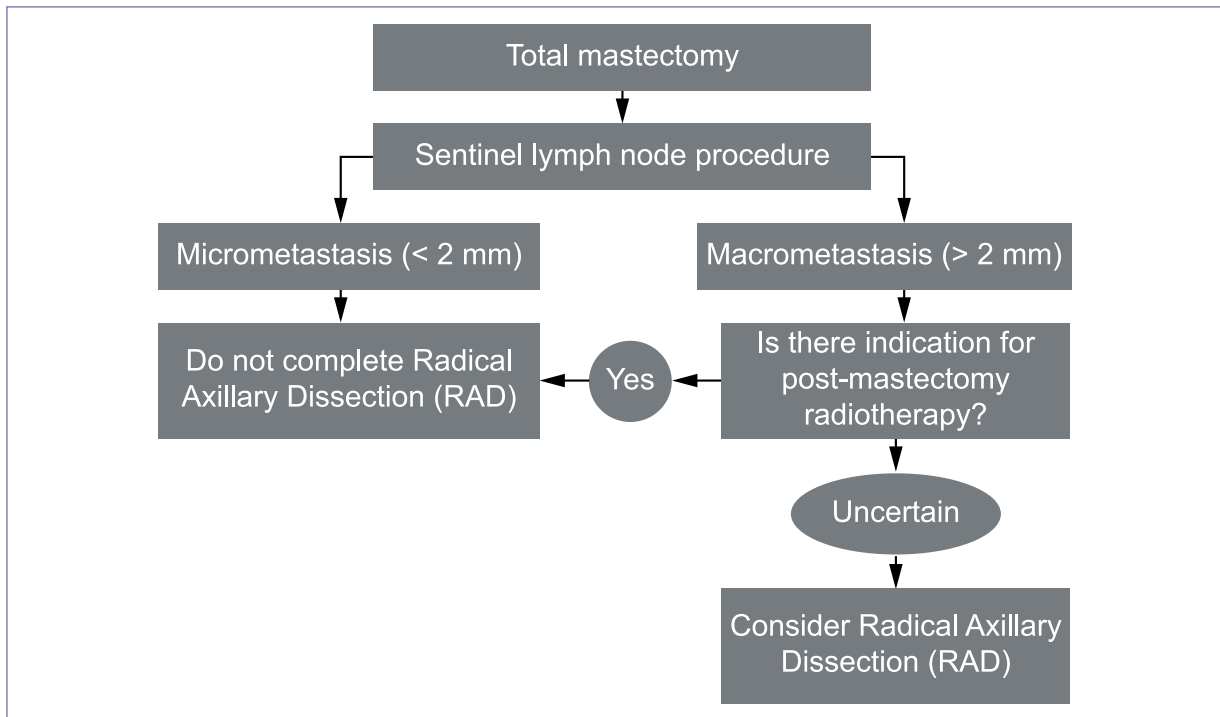 Total mastectomy
Sentinel lymph node procedure
Micrometastasis (< 2 mm)
Macrometastasis (> 2 mm)
Do not complete Radical
Axillary Dissection (RAD)
Yes
Is there indication for
post-mastectomy
radiotherapy?
Uncertain
Consider Radical Axillary
Dissection (RAD)